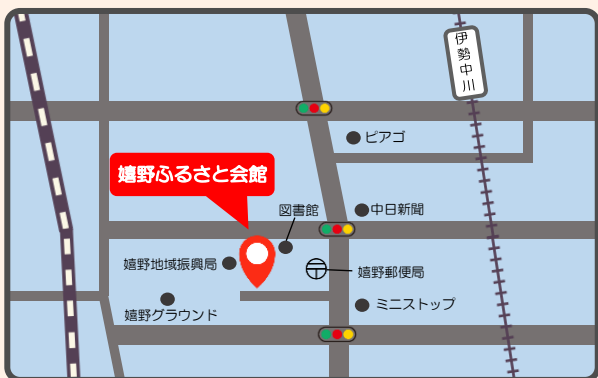 伊勢中川
ピアゴ
嬉野ふるさと会館
図書館
中日新聞
嬉野地域振興局
嬉野郵便局
嬉野グラウンド
ミニストップ